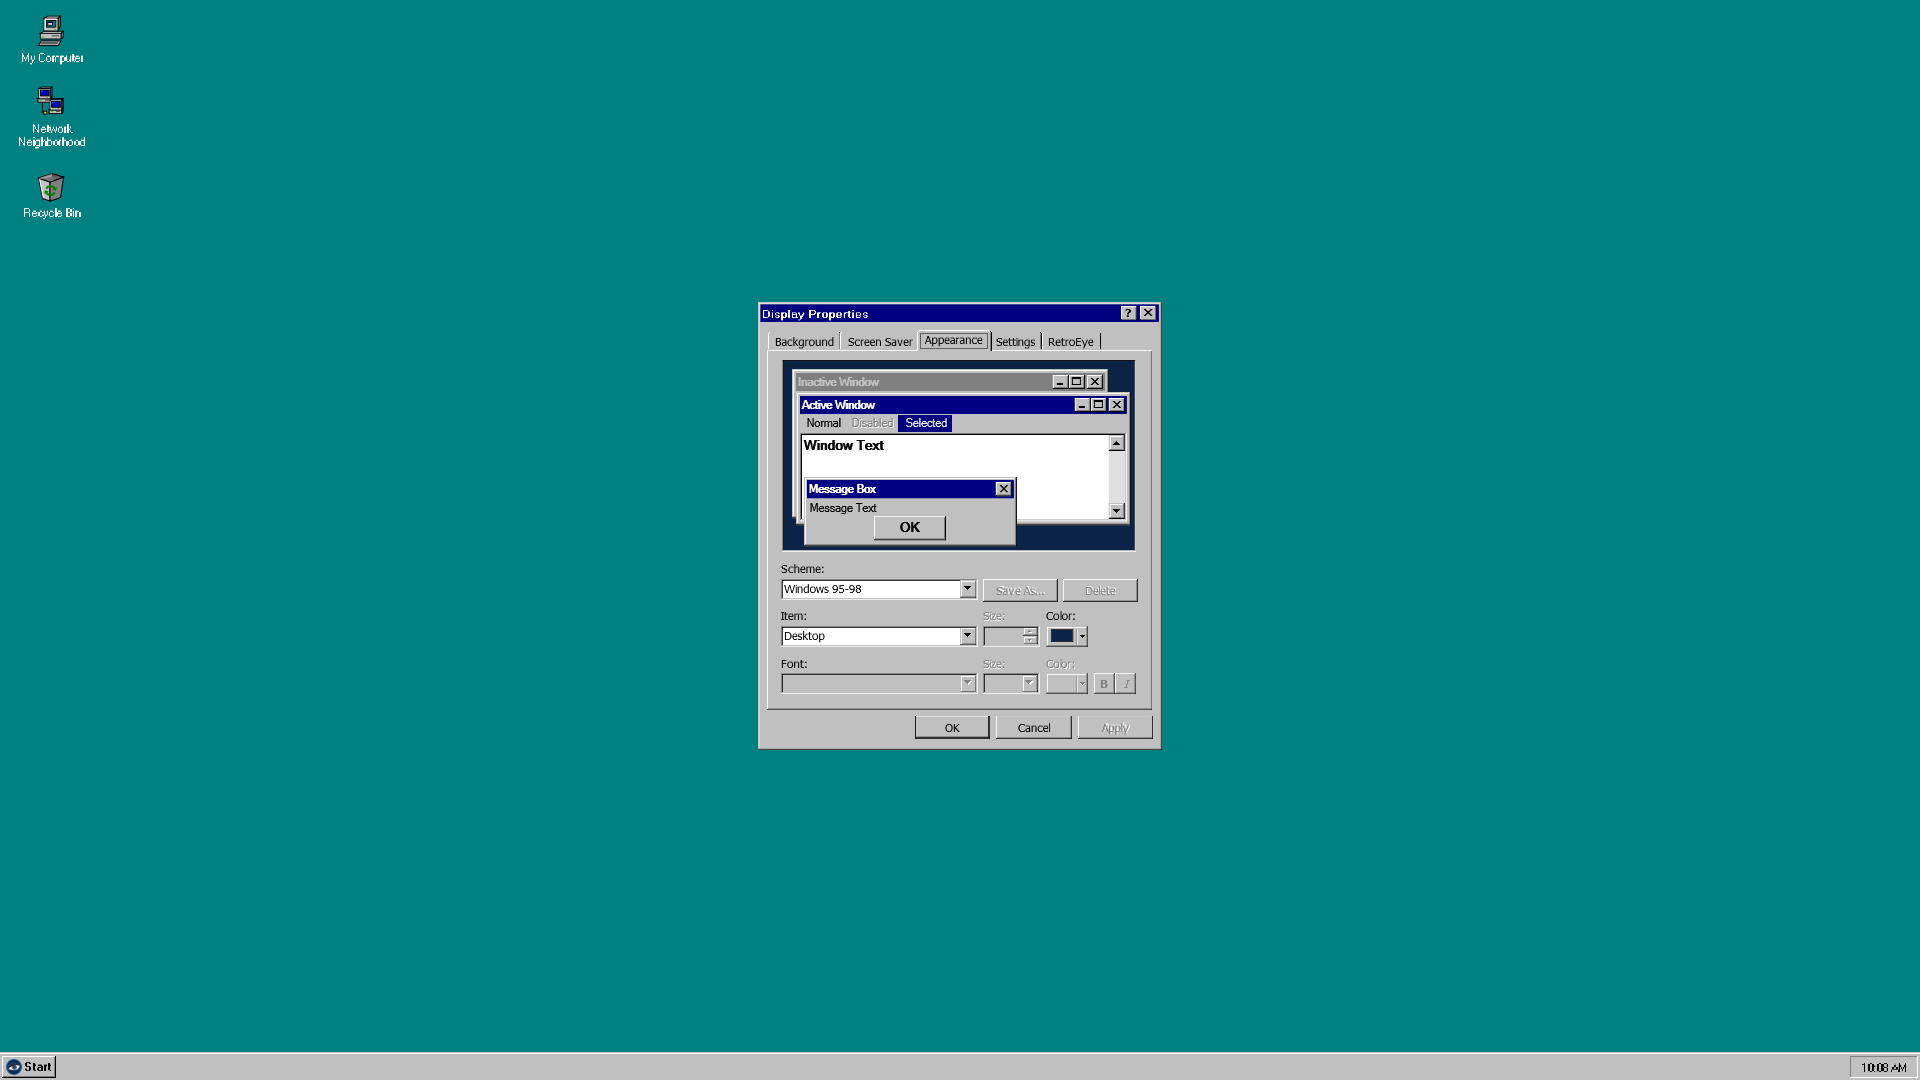 My Computer
Network
Neighborhood
Recycle Bin
Display Properties
Background
Screen Saver
Appearance
Settings
RetroEye
Inactive Window
Active Window
Normal
Disabled
Selected
Window Text
Message Box
Message Text
OK
Scheme:
Windows 95-98
Save As...
Delete
Item:
Size:
Color:
Desktop
Font:
Size:
Color:
B
I
OK
Cancel
Apply
Start
10:08 AM